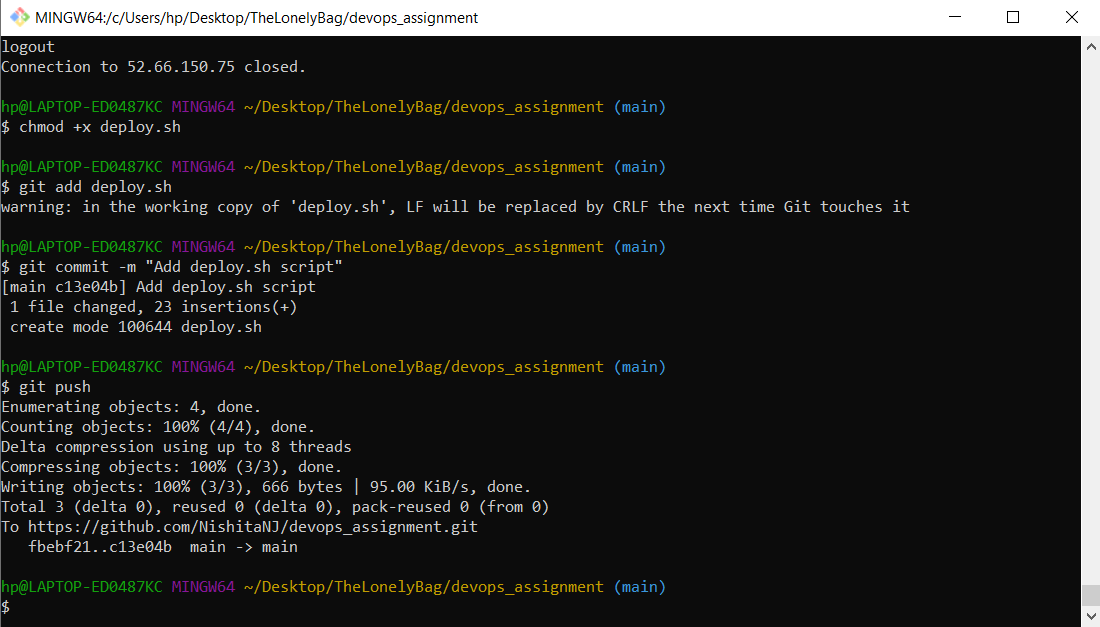 MINGW64:/c/Users/hp/Desktop/TheLonelyBag/devops_assignment
logout
Connection to 52.66.150.75 closed.
hp@LAPTOP-ED0487KC MINGW64 ~/Desktop/TheLonelyBag/devops_assignment (main)
$ chmod +x deploy.sh
hp@LAPTOP-ED0487KC MINGW64 ~/Desktop/TheLonelyBag/devops_assignment (main)
$ git add deploy.sh
warning: in the working copy of 'deploy.sh', LF will be replaced by CRLF the next time Git touches it
hp@LAPTOP-ED0487KC MINGW64 ~/Desktop/TheLonelyBag/devops_assignment (main)
$ git commit -m "Add deploy.sh script"
[main c13e04b] Add deploy.sh script
 1 file changed, 23 insertions(+)
 create mode 100644 deploy.sh
hp@LAPTOP-ED0487KC MINGW64 ~/Desktop/TheLonelyBag/devops_assignment (main)
$ git push
Enumerating objects: 4, done.
Counting objects: 100% (4/4), done.
Delta compression using up to 8 threads
Compressing objects: 100% (3/3), done.
Writing objects: 100% (3/3), 666 bytes | 95.00 KiB/s, done.
Total 3 (delta 0), reused 0 (delta 0), pack-reused 0 (from 0)
To https://github.com/NishitaNJ/devops_assignment.git
   fbebf21..c13e04b  main -> main
hp@LAPTOP-ED0487KC MINGW64 ~/Desktop/TheLonelyBag/devops_assignment (main)
$